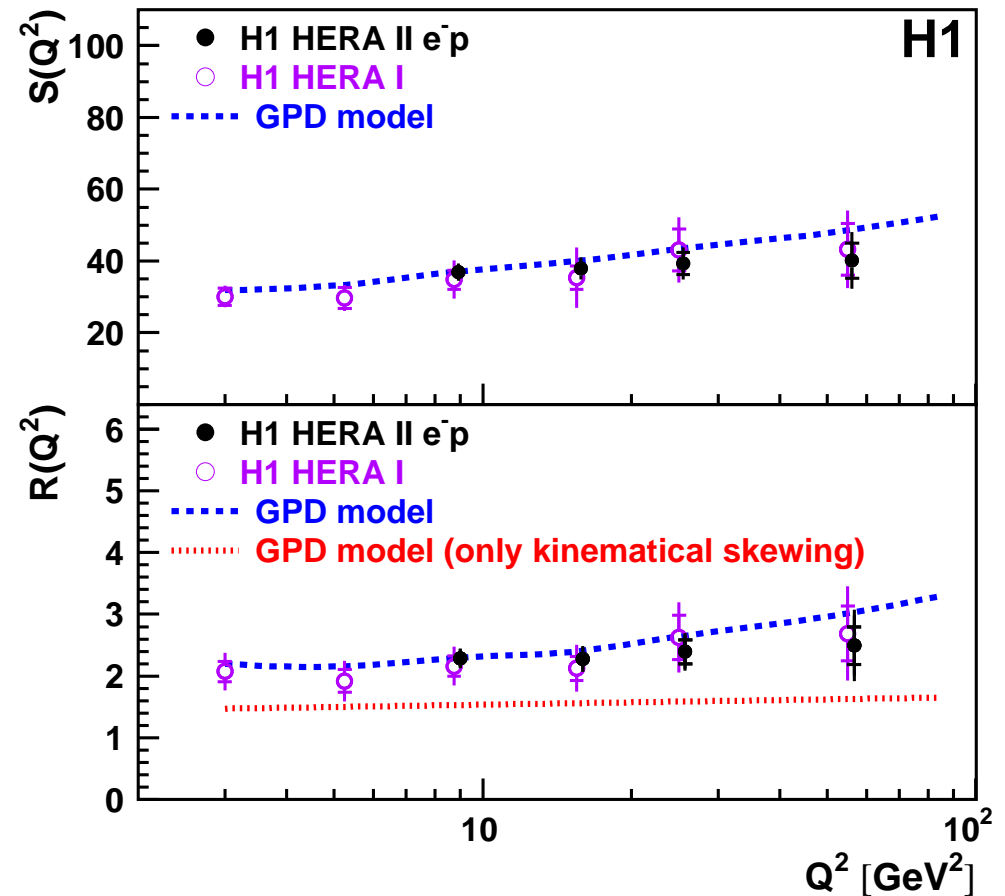 S(Q²)
100
80
60
40
20
H1 HERA II e⁻p
H1 HERA I
GPD model
H1
R(Q²)
6
5
4
3
2
1
0
H1 HERA II e⁻p
H1 HERA I
GPD model
GPD model (only kinematical skewing)
10
10²
Q² [GeV²]